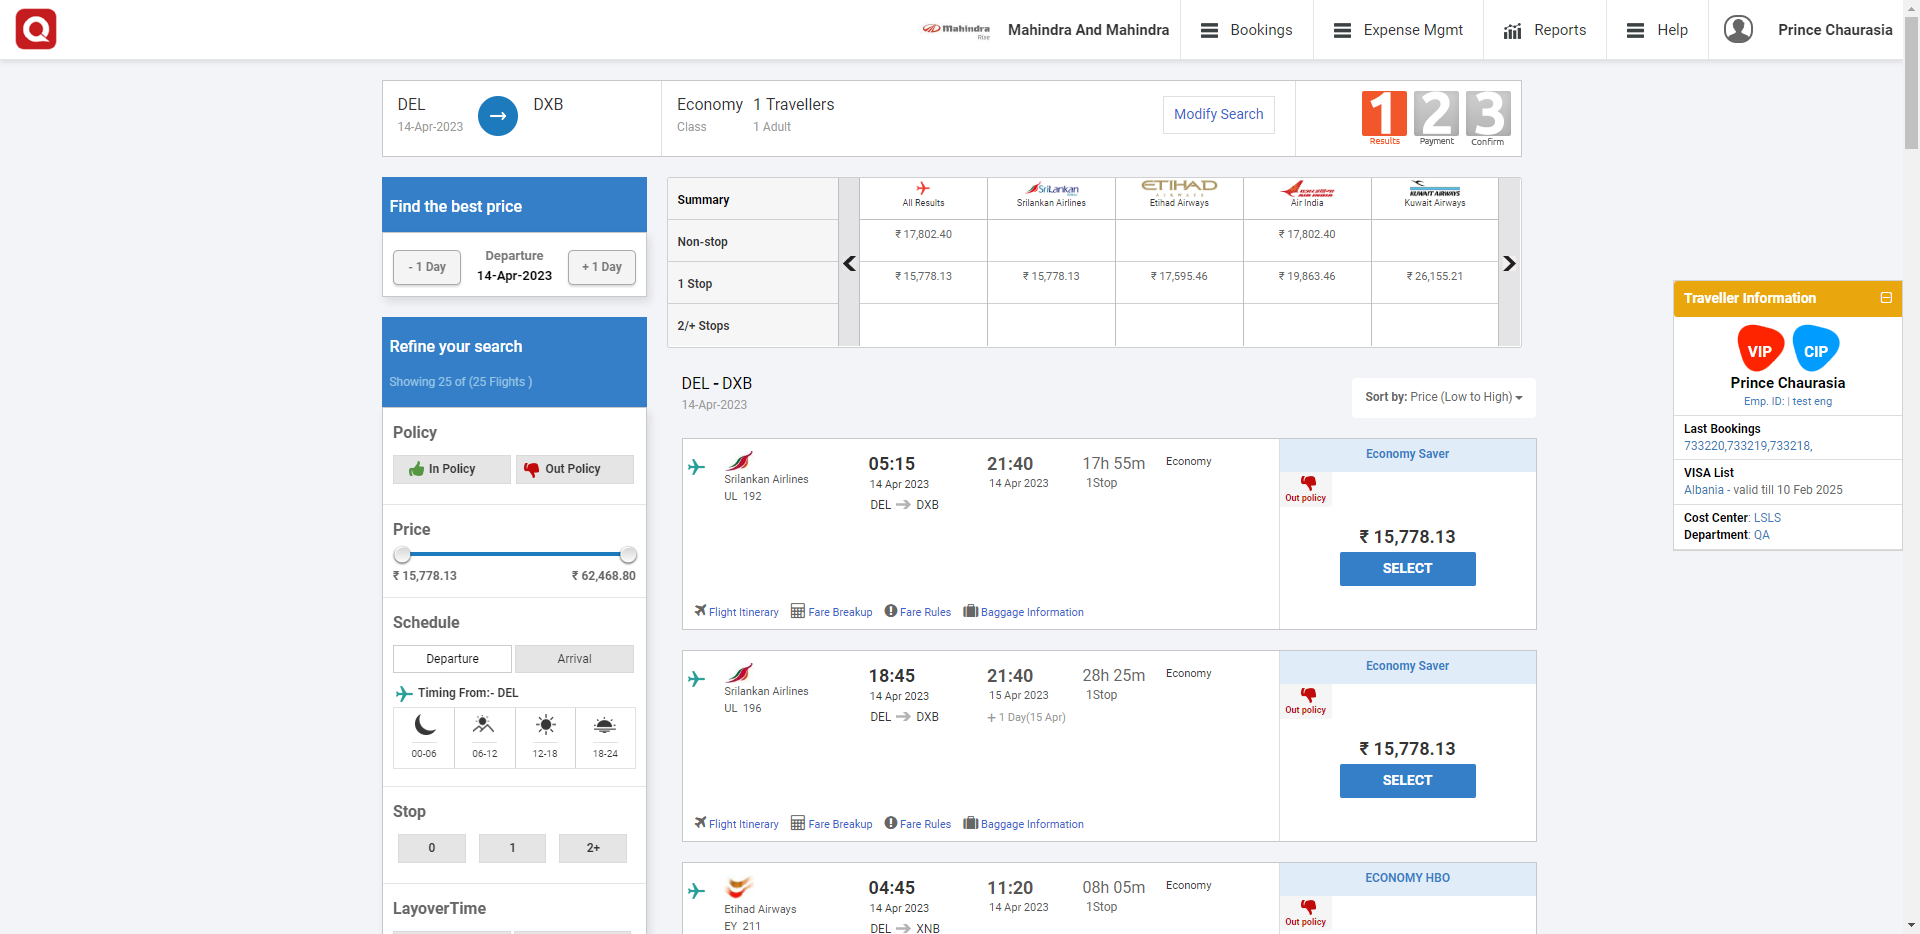 Q
Mahindra
Rise
Mahindra And Mahindra
Bookings
Expense Mgmt
Reports
Help
Prince Chaurasia
DEL
14-Apr-2023
DXB
Economy
Class
1 Travellers
1 Adult
Modify Search
1 2 3
Results Payment Confirm
Find the best price
- 1 Day
Departure
14-Apr-2023
+ 1 Day
Refine your search
Showing 25 of (25 Flights )
Policy
In Policy
Out Policy
Price
₹ 15,778.13
₹ 62,468.80
Schedule
Departure
Arrival
Timing From:- DEL
00-06
06-12
12-18
18-24
Stop
0
1
2+
LayoverTime
Summary
All Results
SriLankan
Srilankan Airlines
ETIHAD
AIRWAYS
Etihad Airways
Air India
KUWAIT AIRWAYS
Kuwait Airways
Non-stop
₹ 17,802.40
₹ 17,802.40
1 Stop
₹ 15,778.13
₹ 15,778.13
₹ 17,595.46
₹ 19,863.46
₹ 26,155.21
2/+ Stops
DEL - DXB
14-Apr-2023
Sort by: Price (Low to High)
Srilankan Airlines
UL 192
05:15
14 Apr 2023
DEL DXB
21:40
14 Apr 2023
17h 55m
1Stop
Economy
Economy Saver
Out policy
₹ 15,778.13
SELECT
Flight Itinerary
Fare Breakup
Fare Rules
Baggage Information
Srilankan Airlines
UL 196
18:45
14 Apr 2023
DEL DXB
21:40
15 Apr 2023
+ 1 Day(15 Apr)
28h 25m
1Stop
Economy
Economy Saver
Out policy
₹ 15,778.13
SELECT
Flight Itinerary
Fare Breakup
Fare Rules
Baggage Information
Etihad Airways
EY 211
04:45
14 Apr 2023
DEL XNB
11:20
14 Apr 2023
08h 05m
1Stop
Economy
ECONOMY HBO
Out policy
Traveller Information
VIP
CIP
Prince Chaurasia
Emp. ID: | test eng
Last Bookings
733220,733219,733218,
VISA List
Albania - valid till 10 Feb 2025
Cost Center: LSLS
Department: QA